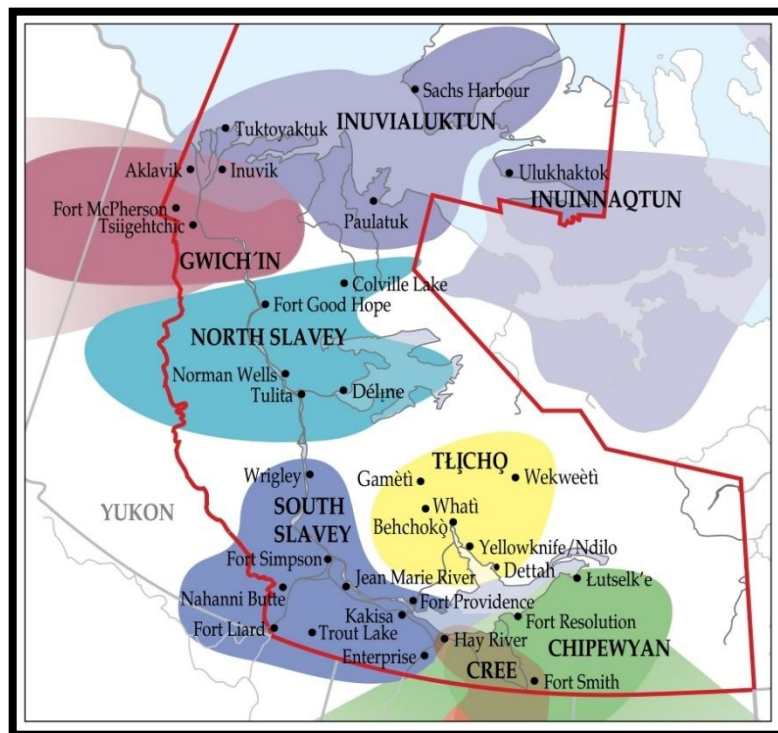 Sachs Harbour
Tuktoyaktuk
INUVIALUKTUN
Aklavik
Inuvik
Ulukhaktok
INUINNAQTUN
Fort McPherson
Paulatuk
Tsiigehtchic
GWICH´IN
Colville Lake
Fort Good Hope
NORTH SLAVEY
Norman Wells
Délı̨ne
Tulita
TŁĮCHǪ
Wrigley
Gamètì
Wekweètì
SOUTH
SLAVEY
Whatì
YUKON
Behchokǫ̀
Yellowknife/Ndilo
Fort Simpson
Dettah
Jean Marie River
Łutselk'e
Nahanni Butte
Fort Providence
Kakisa
Fort Resolution
Fort Liard
Trout Lake
Hay River
CHIPEWYAN
Enterprise
CREE
Fort Smith